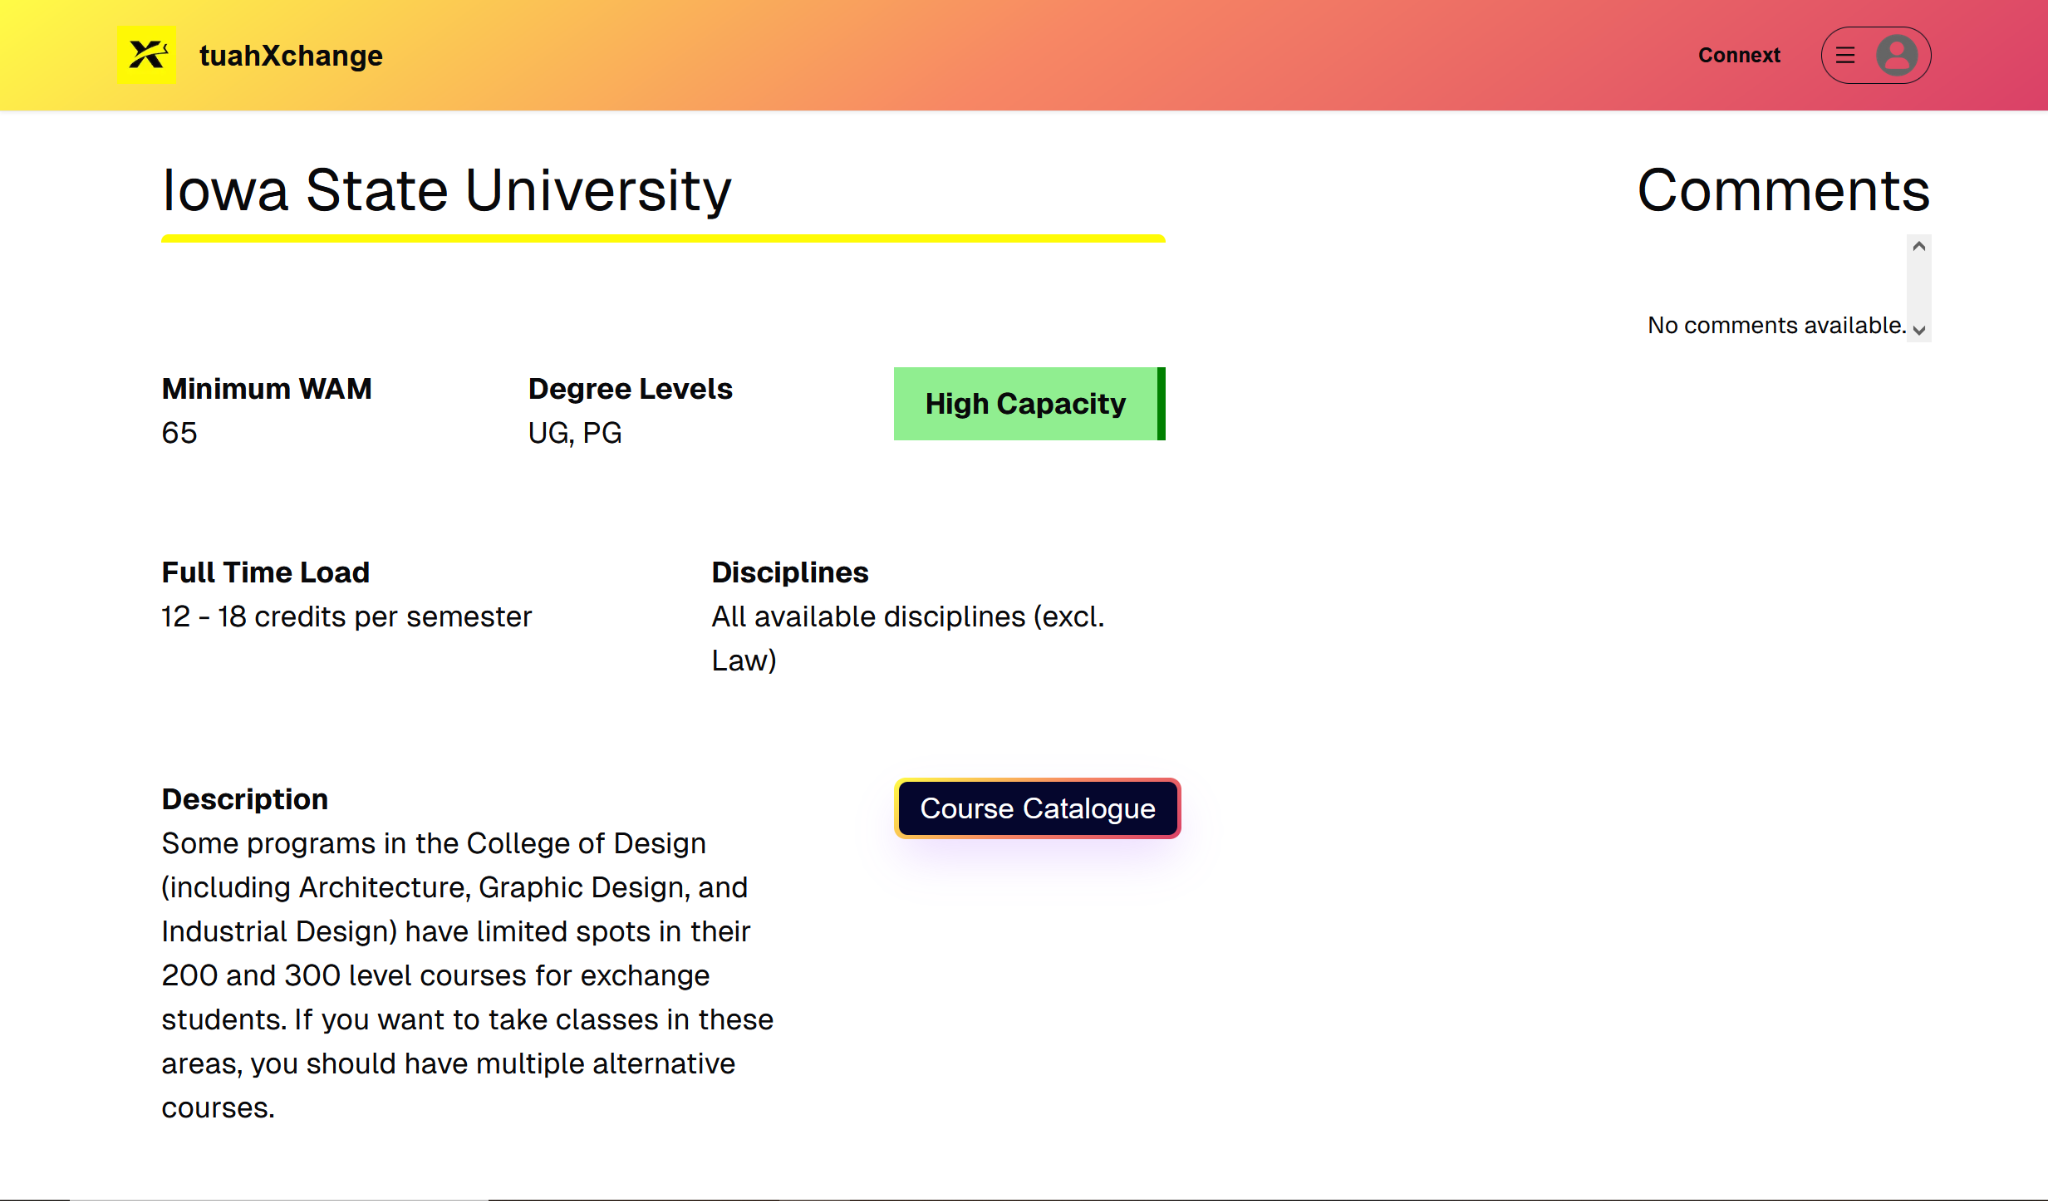 tuahXchange
Connext
Iowa State University
Comments
No comments available.
Minimum WAM
65
Degree Levels
UG, PG
High Capacity
Full Time Load
12 - 18 credits per semester
Disciplines
All available disciplines (excl.
Law)
Description
Some programs in the College of Design
(including Architecture, Graphic Design, and
Industrial Design) have limited spots in their
200 and 300 level courses for exchange
students. If you want to take classes in these
areas, you should have multiple alternative
courses.
Course Catalogue